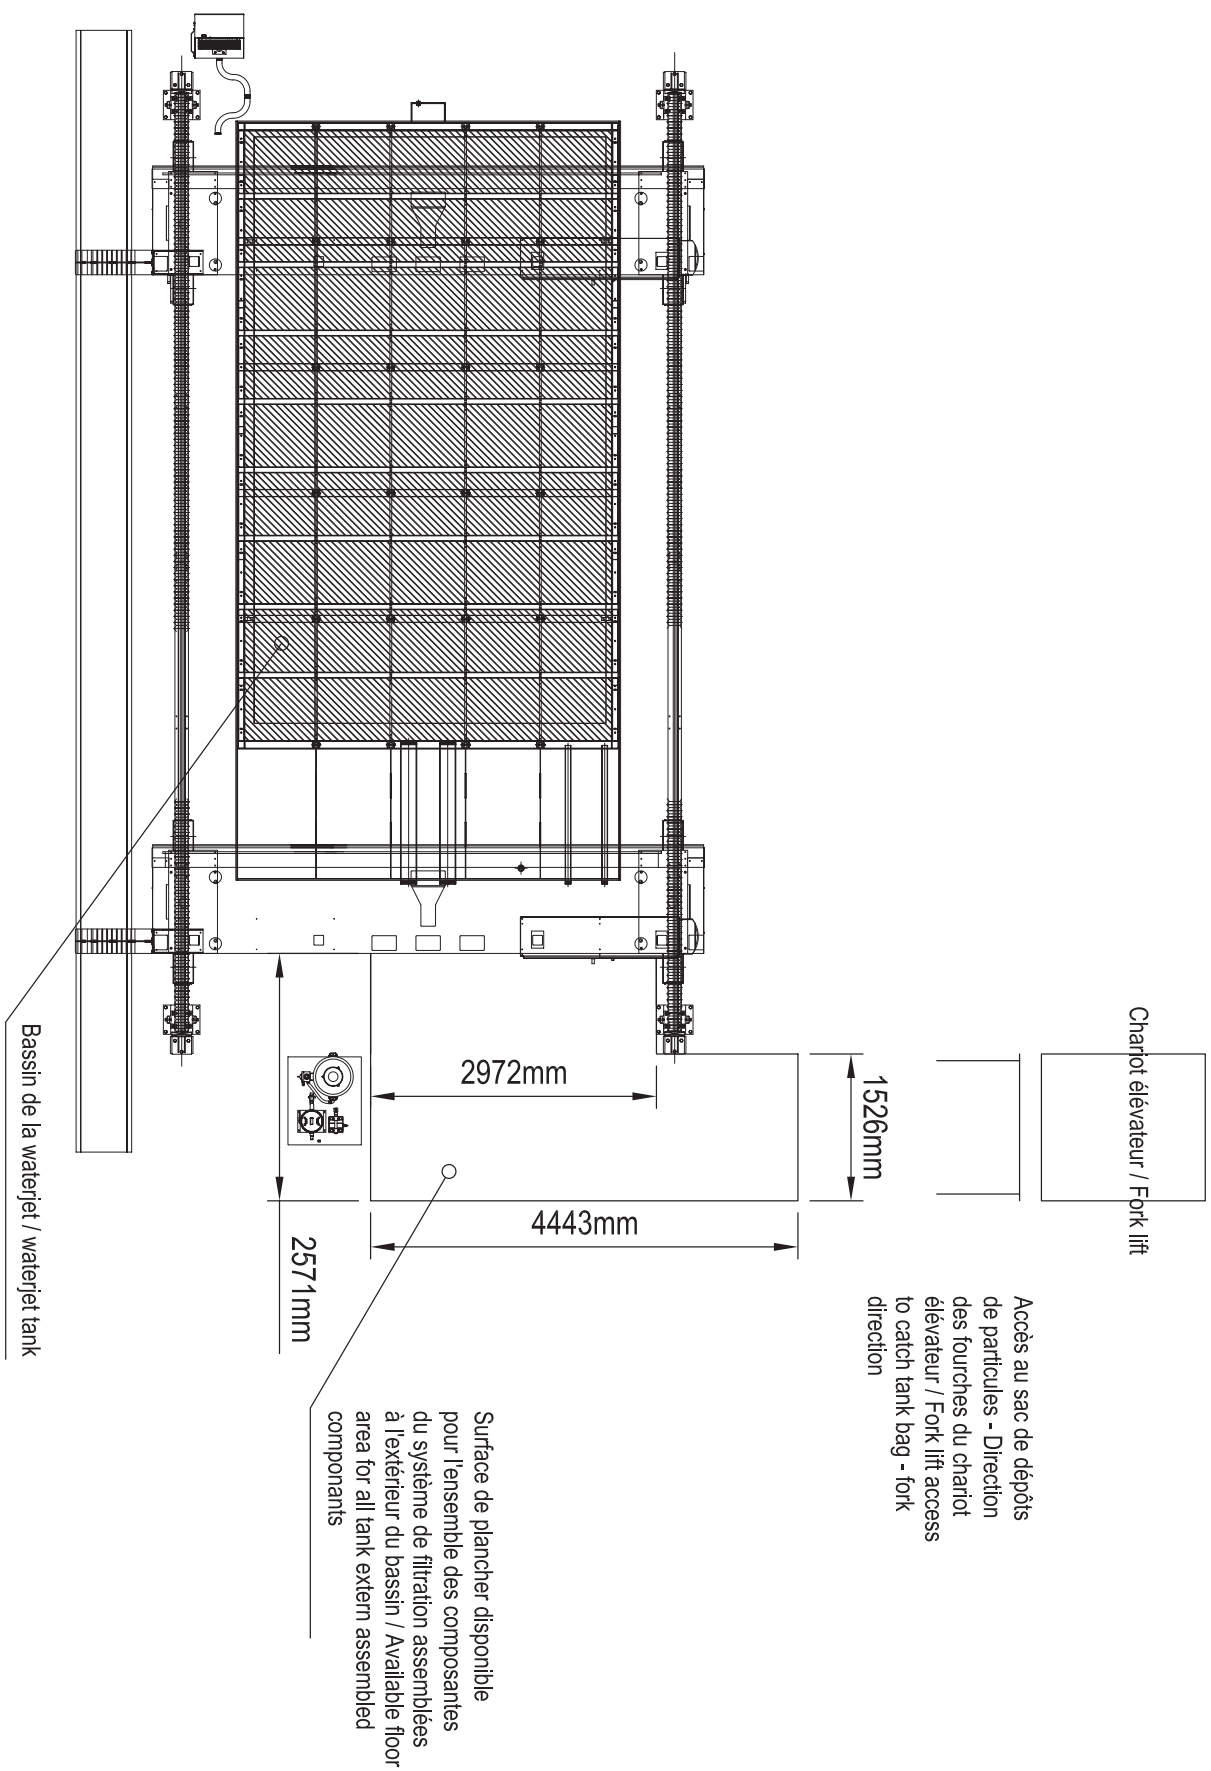 Chariot élévateur / Fork lift
Accès au sac de dépôts
de particules - Direction
des fourches du chariot
élévateur / Fork lift access
to catch tank bag - fork
direction
1526mm
2972mm
4443mm
2571mm
Surface de plancher disponible
pour l'ensemble des composantes
du système de filtration assemblées
à l'extérieur du bassin / Available floor
area for all tank extern assembled
componants
Bassin de la waterjet / waterjet tank